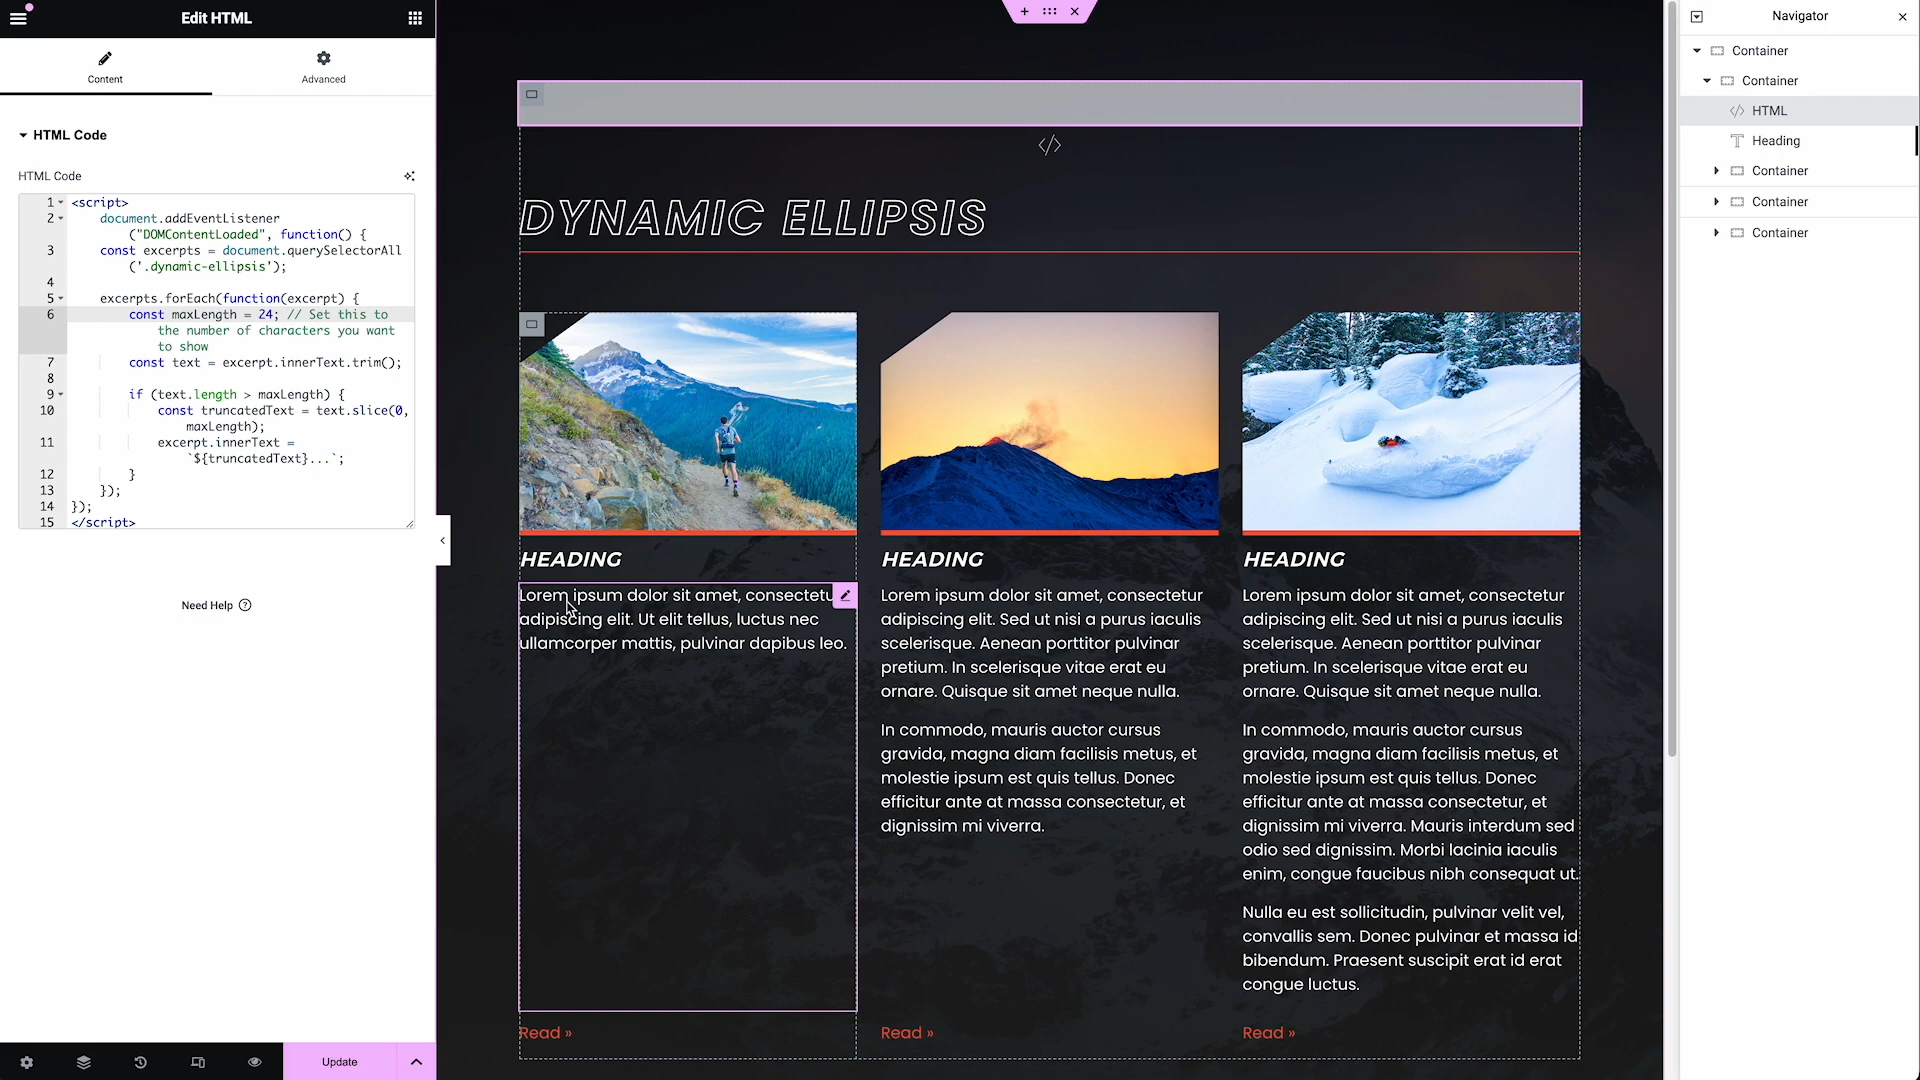 Edit HTML
Content
Advanced
HTML Code
HTML Code
1 <script>
2 document.addEventListener
("DOMContentLoaded", function() {
3 const excerpts = document.querySelectorAll
('.dynamic-ellipsis');
4
5 excerpts.forEach(function(excerpt) {
6 const maxLength = 24; // Set this to
the number of characters you want
to show
7 const text = excerpt.innerText.trim();
8
9 if (text.length > maxLength) {
10 const truncatedText = text.slice(0,
maxLength);
11 excerpt.innerText =
`${truncatedText}...`;
12 }
13 });
14 });
15 </script>
Need Help
Update
DYNAMIC ELLIPSIS
HEADING
Lorem ipsum dolor sit amet, consectetu
adipiscing elit. Ut elit tellus, luctus nec
ullamcorper mattis, pulvinar dapibus leo.
Read »
HEADING
Lorem ipsum dolor sit amet, consectetur
adipiscing elit. Sed ut nisi a purus iaculis
scelerisque. Aenean porttitor pulvinar
pretium. In scelerisque vitae erat eu
ornare. Quisque sit amet neque nulla.
In commodo, mauris auctor cursus
gravida, magna diam facilisis metus, et
molestie ipsum est quis tellus. Donec
efficitur ante at massa consectetur, et
dignissim mi viverra.
Read »
HEADING
Lorem ipsum dolor sit amet, consectetur
adipiscing elit. Sed ut nisi a purus iaculis
scelerisque. Aenean porttitor pulvinar
pretium. In scelerisque vitae erat eu
ornare. Quisque sit amet neque nulla.
In commodo, mauris auctor cursus
gravida, magna diam facilisis metus, et
molestie ipsum est quis tellus. Donec
efficitur ante at massa consectetur, et
dignissim mi viverra. Mauris interdum sed
odio sed dignissim. Morbi lacinia iaculis
enim, congue faucibus nibh consequat ut.
Nulla eu est sollicitudin, pulvinar velit vel,
convallis sem. Donec pulvinar et massa id
bibendum. Praesent suscipit erat id erat
congue luctus.
Read »
Navigator
Container
Container
HTML
Heading
Container
Container
Container